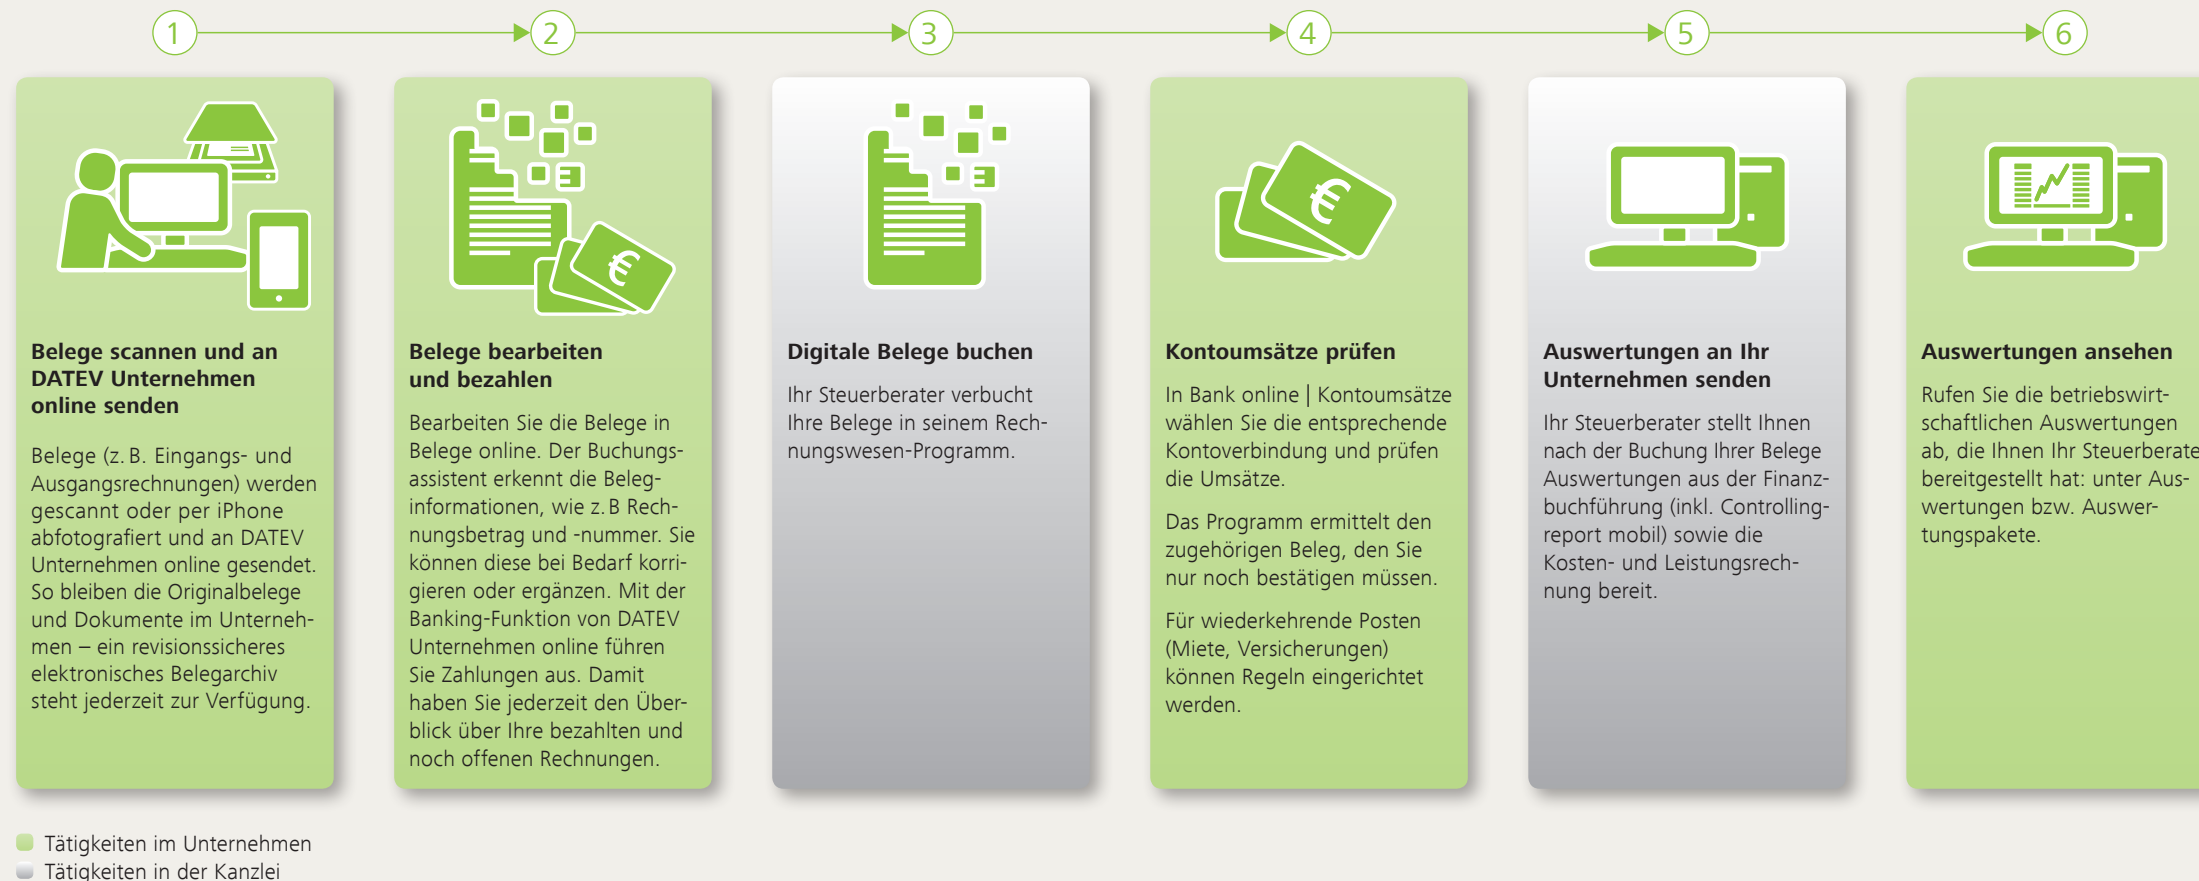 1
2
3
4
5
6
Belege scannen und an
DATEV Unternehmen
online senden
Belege (z. B. Eingangs- und
Ausgangsrechnungen) werden
gescannt oder per iPhone
abfotografiert und an DATEV
Unternehmen online gesendet.
So bleiben die Originalbelege
und Dokumente im Unterneh-
men – ein revisionssicheres
elektronisches Belegarchiv
steht jederzeit zur Verfügung.
€
Belege bearbeiten
und bezahlen
Bearbeiten Sie die Belege in
Belege online. Der Buchungs-
assistent erkennt die Beleg-
informationen, wie z. B Rech-
nungsbetrag und -nummer. Sie
können diese bei Bedarf korri-
gieren oder ergänzen. Mit der
Banking-Funktion von DATEV
Unternehmen online führen
Sie Zahlungen aus. Damit
haben Sie jederzeit den Über-
blick über Ihre bezahlten und
noch offenen Rechnungen.
Digitale Belege buchen
Ihr Steuerberater verbucht
Ihre Belege in seinem Rech-
nungswesen-Programm.
€
Kontoumsätze prüfen
In Bank online | Kontoumsätze
wählen Sie die entsprechende
Kontoverbindung und prüfen
die Umsätze.
Das Programm ermittelt den
zugehörigen Beleg, den Sie
nur noch bestätigen müssen.
Für wiederkehrende Posten
(Miete, Versicherungen)
können Regeln eingerichtet
werden.
Auswertungen an Ihr
Unternehmen senden
Ihr Steuerberater stellt Ihnen
nach der Buchung Ihrer Belege
Auswertungen aus der Finanz-
buchführung (inkl. Controlling-
report mobil) sowie die
Kosten- und Leistungsrech-
nung bereit.
Auswertungen ansehen
Rufen Sie die betriebswirt-
schaftlichen Auswertungen
ab, die Ihnen Ihr Steuerberate
bereitgestellt hat: unter Aus-
wertungen bzw. Auswer-
tungspakete.
Tätigkeiten im Unternehmen
Tätigkeiten in der Kanzlei